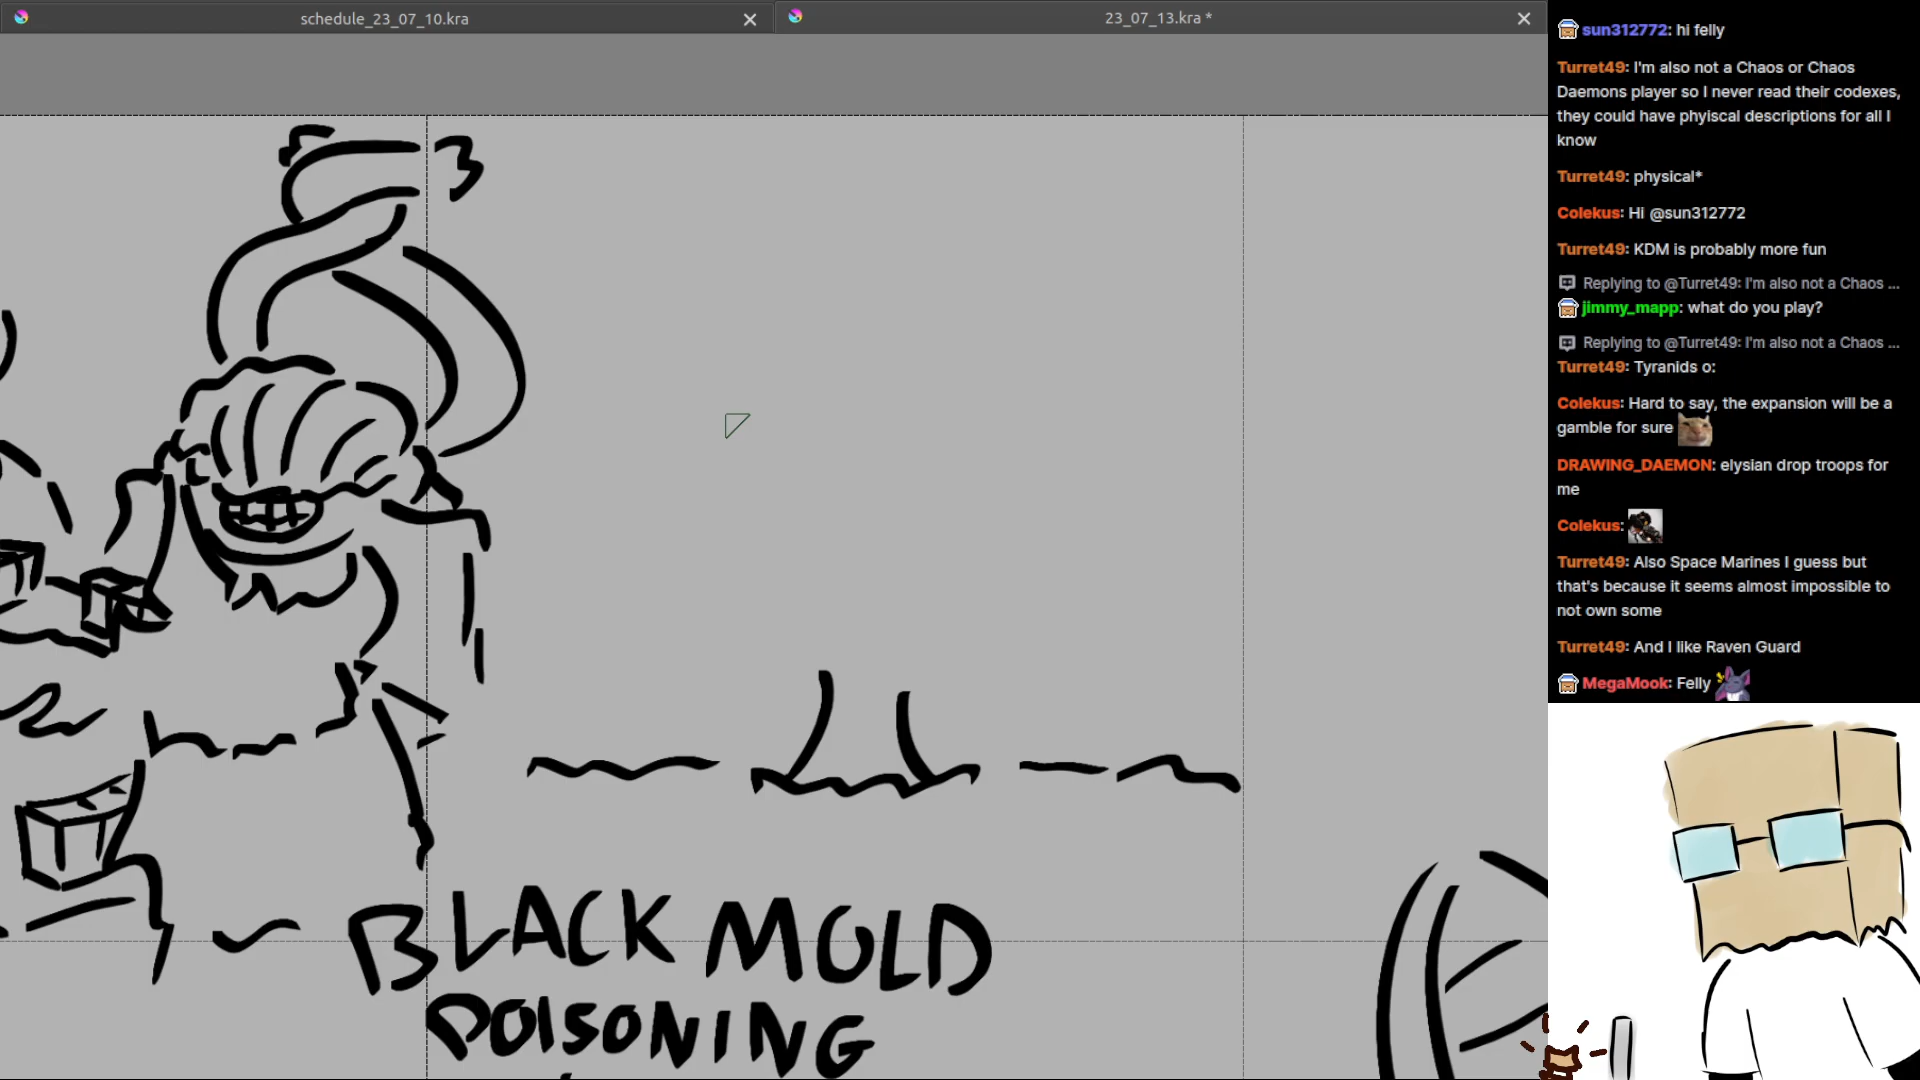 schedule_23_07_10.kra
23_07_13.kra *
3
BLACK MOLD
POISONING
sun312772: hi felly
Turret49: I'm also not a Chaos or Chaos
Daemons player so I never read their codexes,
they could have phyiscal descriptions for all I
know
Turret49: physical*
Colekus: Hi @sun312772
Turret49: KDM is probably more fun
Replying to @Turret49: I'm also not a Chaos ...
jimmy_mapp: what do you play?
Replying to @Turret49: I'm also not a Chaos ...
Turret49: Tyranids o:
Colekus: Hard to say, the expansion will be a
gamble for sure
DRAWING_DAEMON: elysian drop troops for
me
Colekus:
Turret49: Also Space Marines I guess but
that's because it seems almost impossible to
not own some
Turret49: And I like Raven Guard
MegaMook: Felly